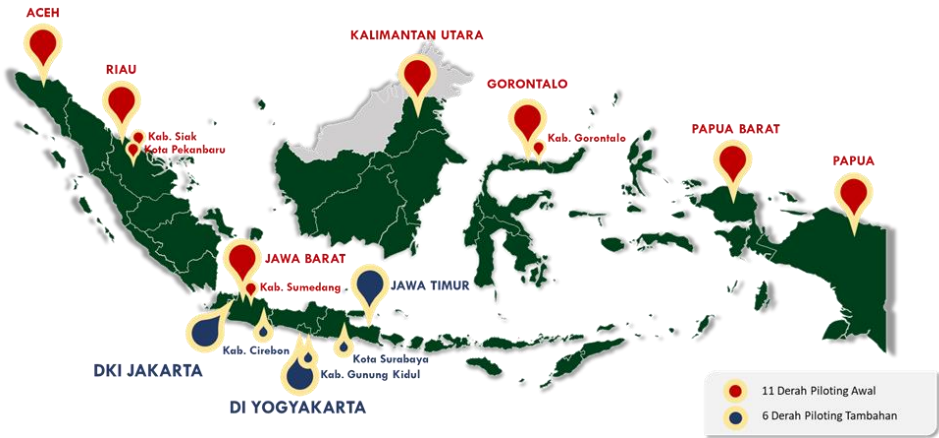 ACEH
KALIMANTAN UTARA
RIAU
GORONTALO
Kab. Siak
Kota Pekanbaru
Kab. Gorontalo
PAPUA BARAT
PAPUA
JAWA BARAT
Kab. Sumedang
JAWA TIMUR
Kab. Cirebon
Kota Surabaya
DKI JAKARTA
Kab. Gunung Kidul
DI YOGYAKARTA
11 Derah Piloting Awal
6 Derah Piloting Tambahan